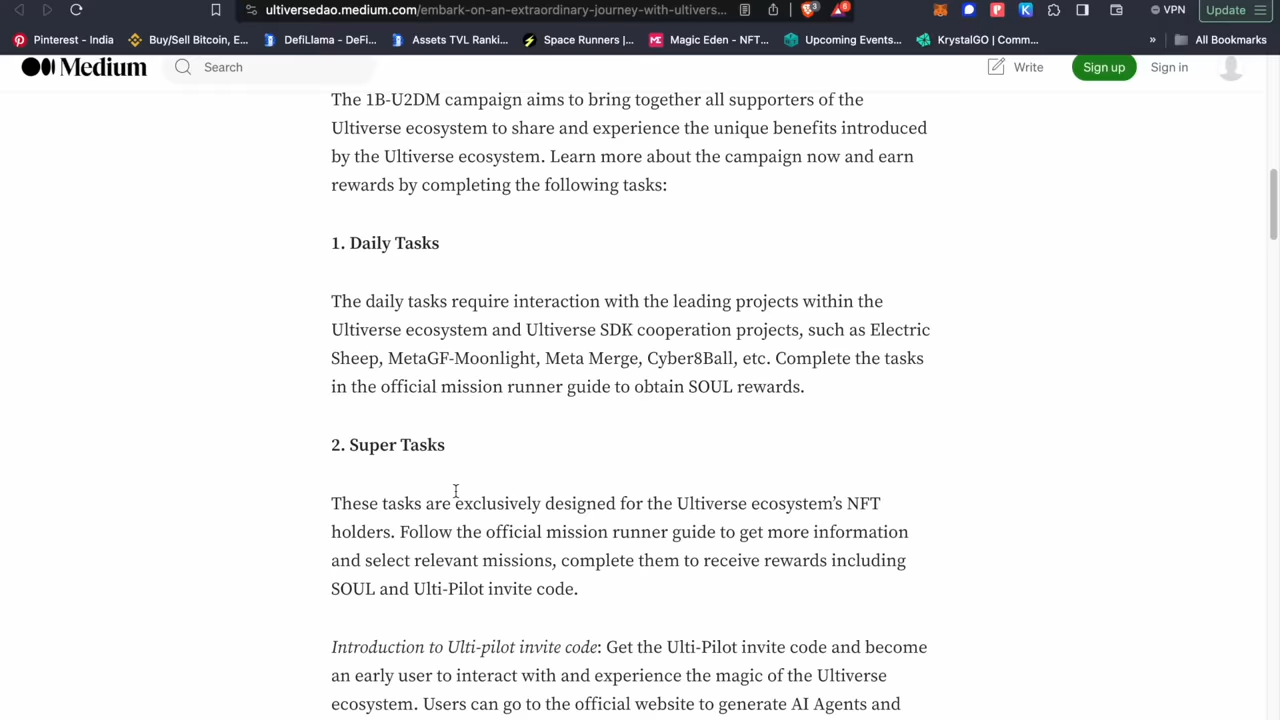 ultiversedao.medium.com/embark-on-an-extraordinary-journey-with-ultivers...
3
6
VPN
Update
Pinterest - India
Buy/Sell Bitcoin, E...
DefiLlama - DeFi...
Assets TVL Ranki...
Space Runners |...
Magic Eden - NFT...
Upcoming Events...
KrystalGO | Comm...
»
All Bookmarks
Medium
Search
Write
Sign up
Sign in
The 1B-U2DM campaign aims to bring together all supporters of the
Ultiverse ecosystem to share and experience the unique benefits introduced
by the Ultiverse ecosystem. Learn more about the campaign now and earn
rewards by completing the following tasks:
1. Daily Tasks
The daily tasks require interaction with the leading projects within the
Ultiverse ecosystem and Ultiverse SDK cooperation projects, such as Electric
Sheep, MetaGF-Moonlight, Meta Merge, Cyber8Ball, etc. Complete the tasks
in the official mission runner guide to obtain SOUL rewards.
2. Super Tasks
These tasks are exclusively designed for the Ultiverse ecosystem’s NFT
holders. Follow the official mission runner guide to get more information
and select relevant missions, complete them to receive rewards including
SOUL and Ulti-Pilot invite code.
Introduction to Ulti-pilot invite code: Get the Ulti-Pilot invite code and become
an early user to interact with and experience the magic of the Ultiverse
ecosystem. Users can go to the official website to generate AI Agents and